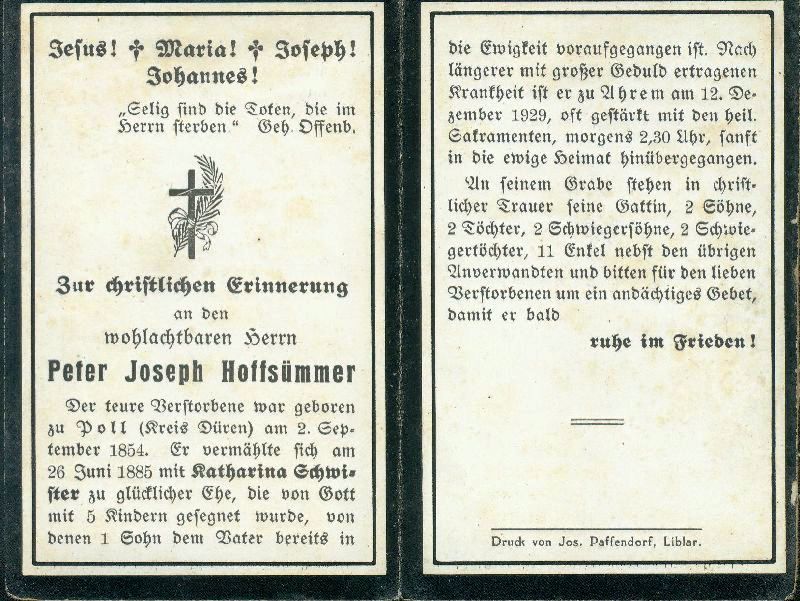 Jesus! ✝ Maria! ✝ Joseph!
Johannes!
„Selig sind die Toten, die im
Herrn sterben“ Geh. Offenb.
Zur christlichen Erinnerung
an den
wohlachtbaren Herrn
Peter Joseph Hoffsümmer
Der teure Verstorbene war geboren
zu Poll (Kreis Düren) am 2. Sep-
tember 1854. Er vermählte sich am
26 Juni 1885 mit Katharina Schwi-
ster zu glücklicher Ehe, die von Gott
mit 5 Kindern gesegnet wurde, von
denen 1 Sohn dem Vater bereits in
die Ewigkeit voraufgegangen ist. Nach
längerer mit großer Geduld ertragenen
Krankheit ist er zu Ahrem am 12. De-
zember 1929, oft gestärkt mit den heil.
Sakramenten, morgens 2,30 Uhr, sanft
in die ewige Heimat hinübergegangen.
An seinem Grabe stehen in christ-
licher Trauer seine Gattin, 2 Söhne,
2 Töchter, 2 Schwiegersöhne, 2 Schwie-
gertöchter, 11 Enkel nebst den übrigen
Anverwandten und bitten für den lieben
Verstorbenen um ein andächtiges Gebet,
damit er bald
ruhe im Frieden!
Druck von Jos. Paffendorf, Liblar.